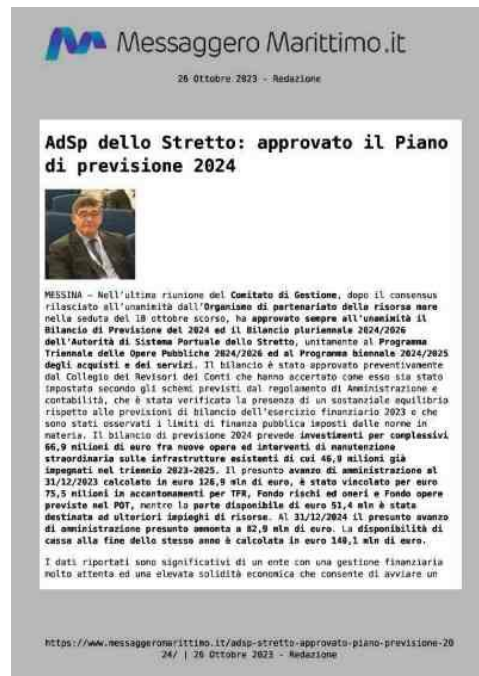 Messaggero Marittimo.it
26 Ottobre 2023 - Redazione
AdSp dello Stretto: approvato il Piano
di previsione 2024
MESSINA – Nell'ultima riunione del Comitato di Gestione, dopo il consensus
rilasciato all'unanimità dall'Organismo di partenariato della risorsa mare
nella seduta del 18 ottobre scorso, ha approvato sempre all'unanimità il
Bilancio di Previsione del 2024 ed il Bilancio pluriennale 2024/2026
dell'Autorità di Sistema Portuale dello Stretto, unitamente al Programma
Triennale delle Opere Pubbliche 2024/2026 ed al Programma biennale 2024/2025
degli acquisti e dei servizi. Il bilancio è stato approvato preventivamente
dal Collegio dei Revisori dei Conti che hanno accertato come esso sia stato
impostato secondo gli schemi previsti dal regolamento di Amministrazione e
contabilità, che è stata verificata la presenza di un sostanziale equilibrio
rispetto alle previsioni di bilancio dell'esercizio finanziario 2023 e che
sono stati osservati i limiti di finanza pubblica imposti dalle norme in
materia. Il bilancio di previsione 2024 prevede investimenti per complessivi
66,9 milioni di euro fra nuove opere ed interventi di manutenzione
straordinaria sulle infrastrutture esistenti di cui 46,9 milioni già
impegnati nel triennio 2023-2025. Il presunto avanzo di amministrazione al
31/12/2023 calcolato in euro 126,9 mln di euro, è stato vincolato per euro
75,5 milioni in accantonamenti per TFR, Fondo rischi ed oneri e Fondo opere
previste nel POT, mentre la parte disponibile di euro 51,4 mln è stata
destinata ad ulteriori impieghi di risorse. Al 31/12/2024 il presunto avanzo
di amministrazione presunto ammonta a 82,9 mln di euro. La disponibilità di
cassa alla fine dello stesso anno è calcolata in euro 140,1 mln di euro.
I dati riportati sono significativi di un ente con una gestione finanziaria
molto attenta ed una elevata solidità economica che consente di avviare un
https://www.messaggeromarittimo.it/adsp-stretto-approvato-piano-previsione-20
24/ | 26 Ottobre 2023 - Redazione